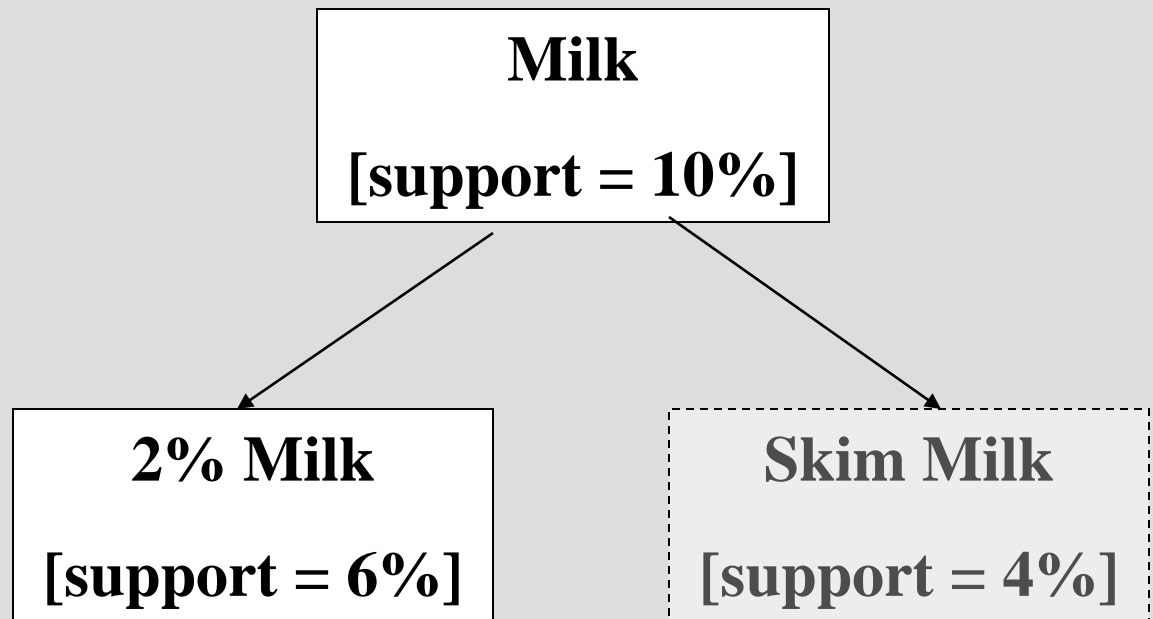 Milk
[support = 10%]
2% Milk
Skim Milk
[support = 6%]
[support = 4%]